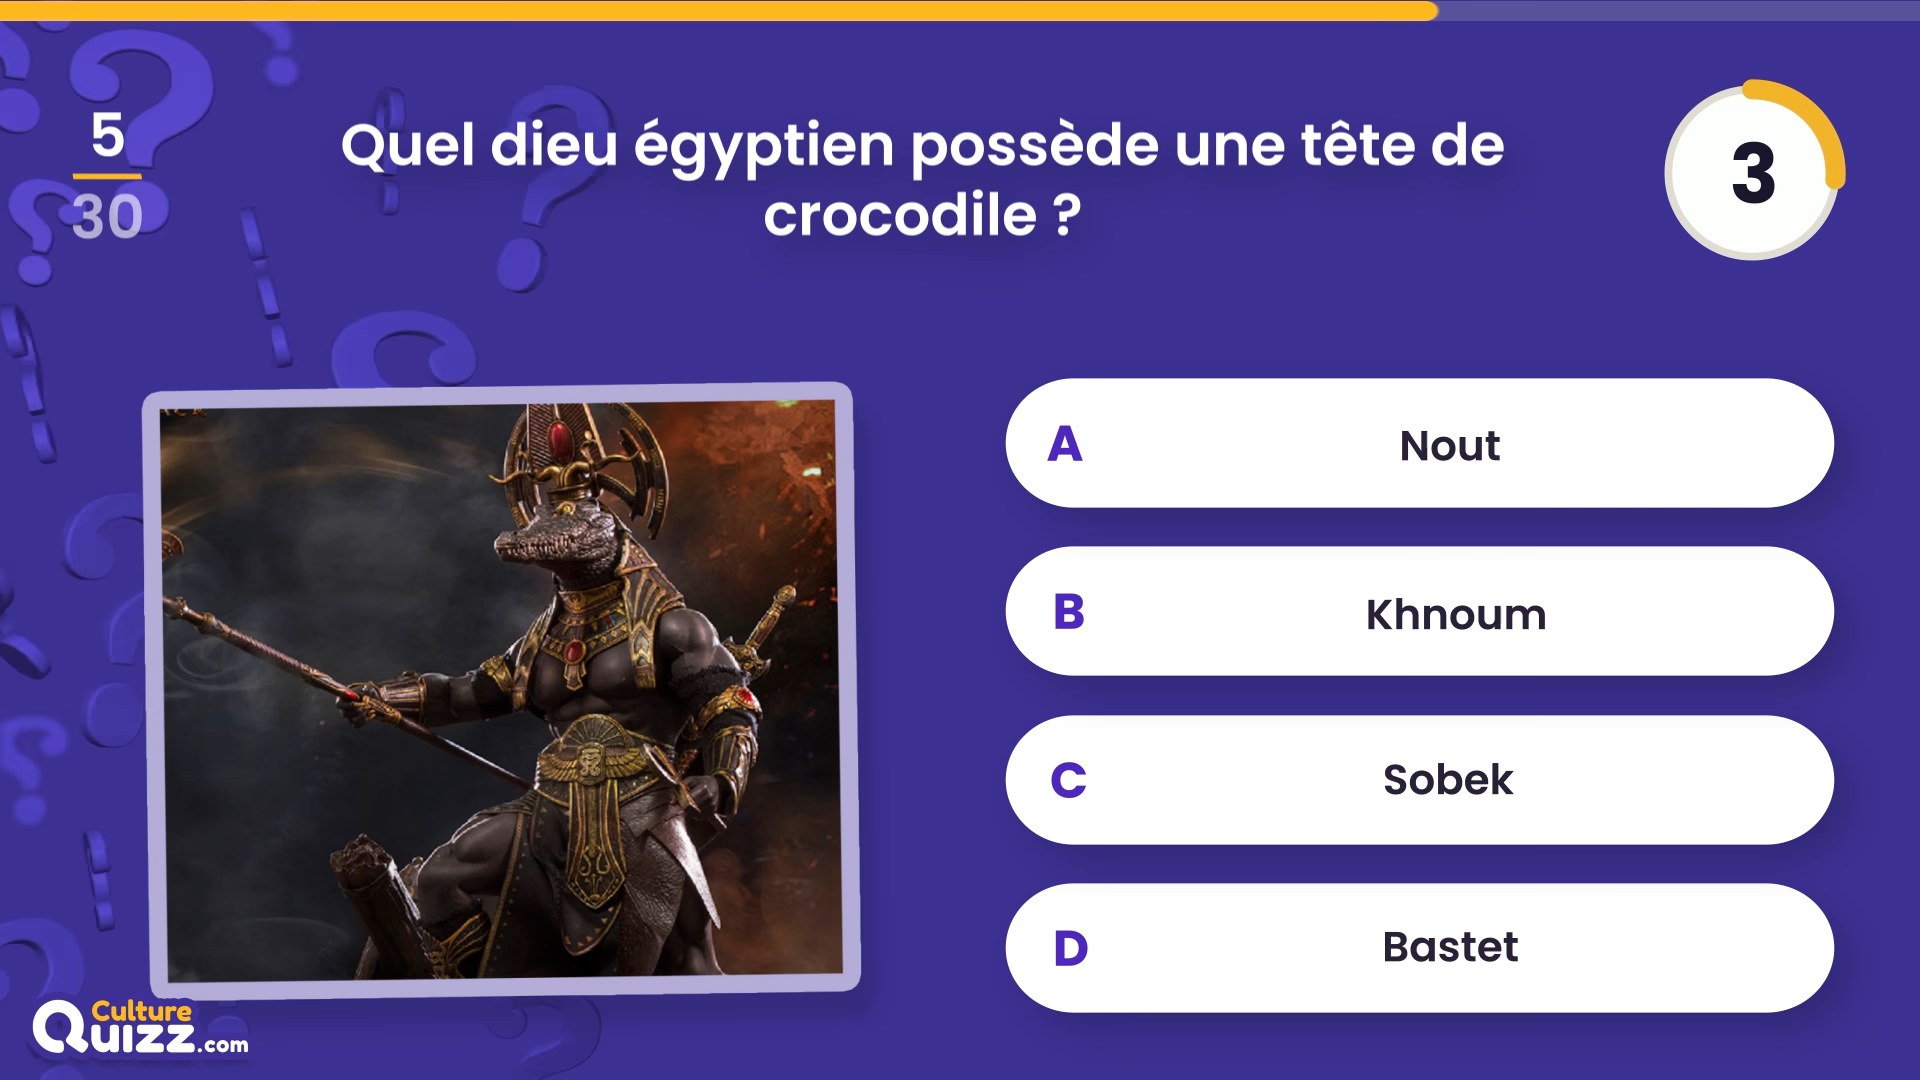 5
30
Quel dieu égyptien possède une tête de
crocodile ?
3
A Nout
B Khnoum
C Sobek
D Bastet
Culture
Quizz.com